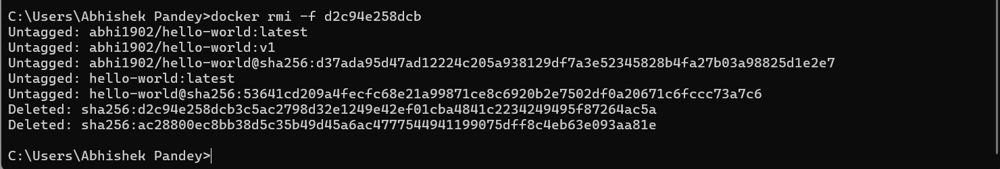 C:\Users\Abhishek Pandey>docker rmi -f d2c94e258dcb
Untagged: abhi1902/hello-world:latest
Untagged: abhi1902/hello-world:v1
Untagged: abhi1902/hello-world@sha256:d37ada95d47ad12224c205a938129df7a3e52345828b4fa27b03a98825d1e2e7
Untagged: hello-world:latest
Untagged: hello-world@sha256:53641cd209a4fecfc68e21a99871ce8c6920b2e7502df0a20671c6fccc73a7c6
Deleted: sha256:d2c94e258dcb3c5ac2798d32e1249e42ef01cba4841c2234249495f87264ac5a
Deleted: sha256:ac28800ec8bb38d5c35b49d45a6ac4777544941199075dff8c4eb63e093aa81e
C:\Users\Abhishek Pandey>